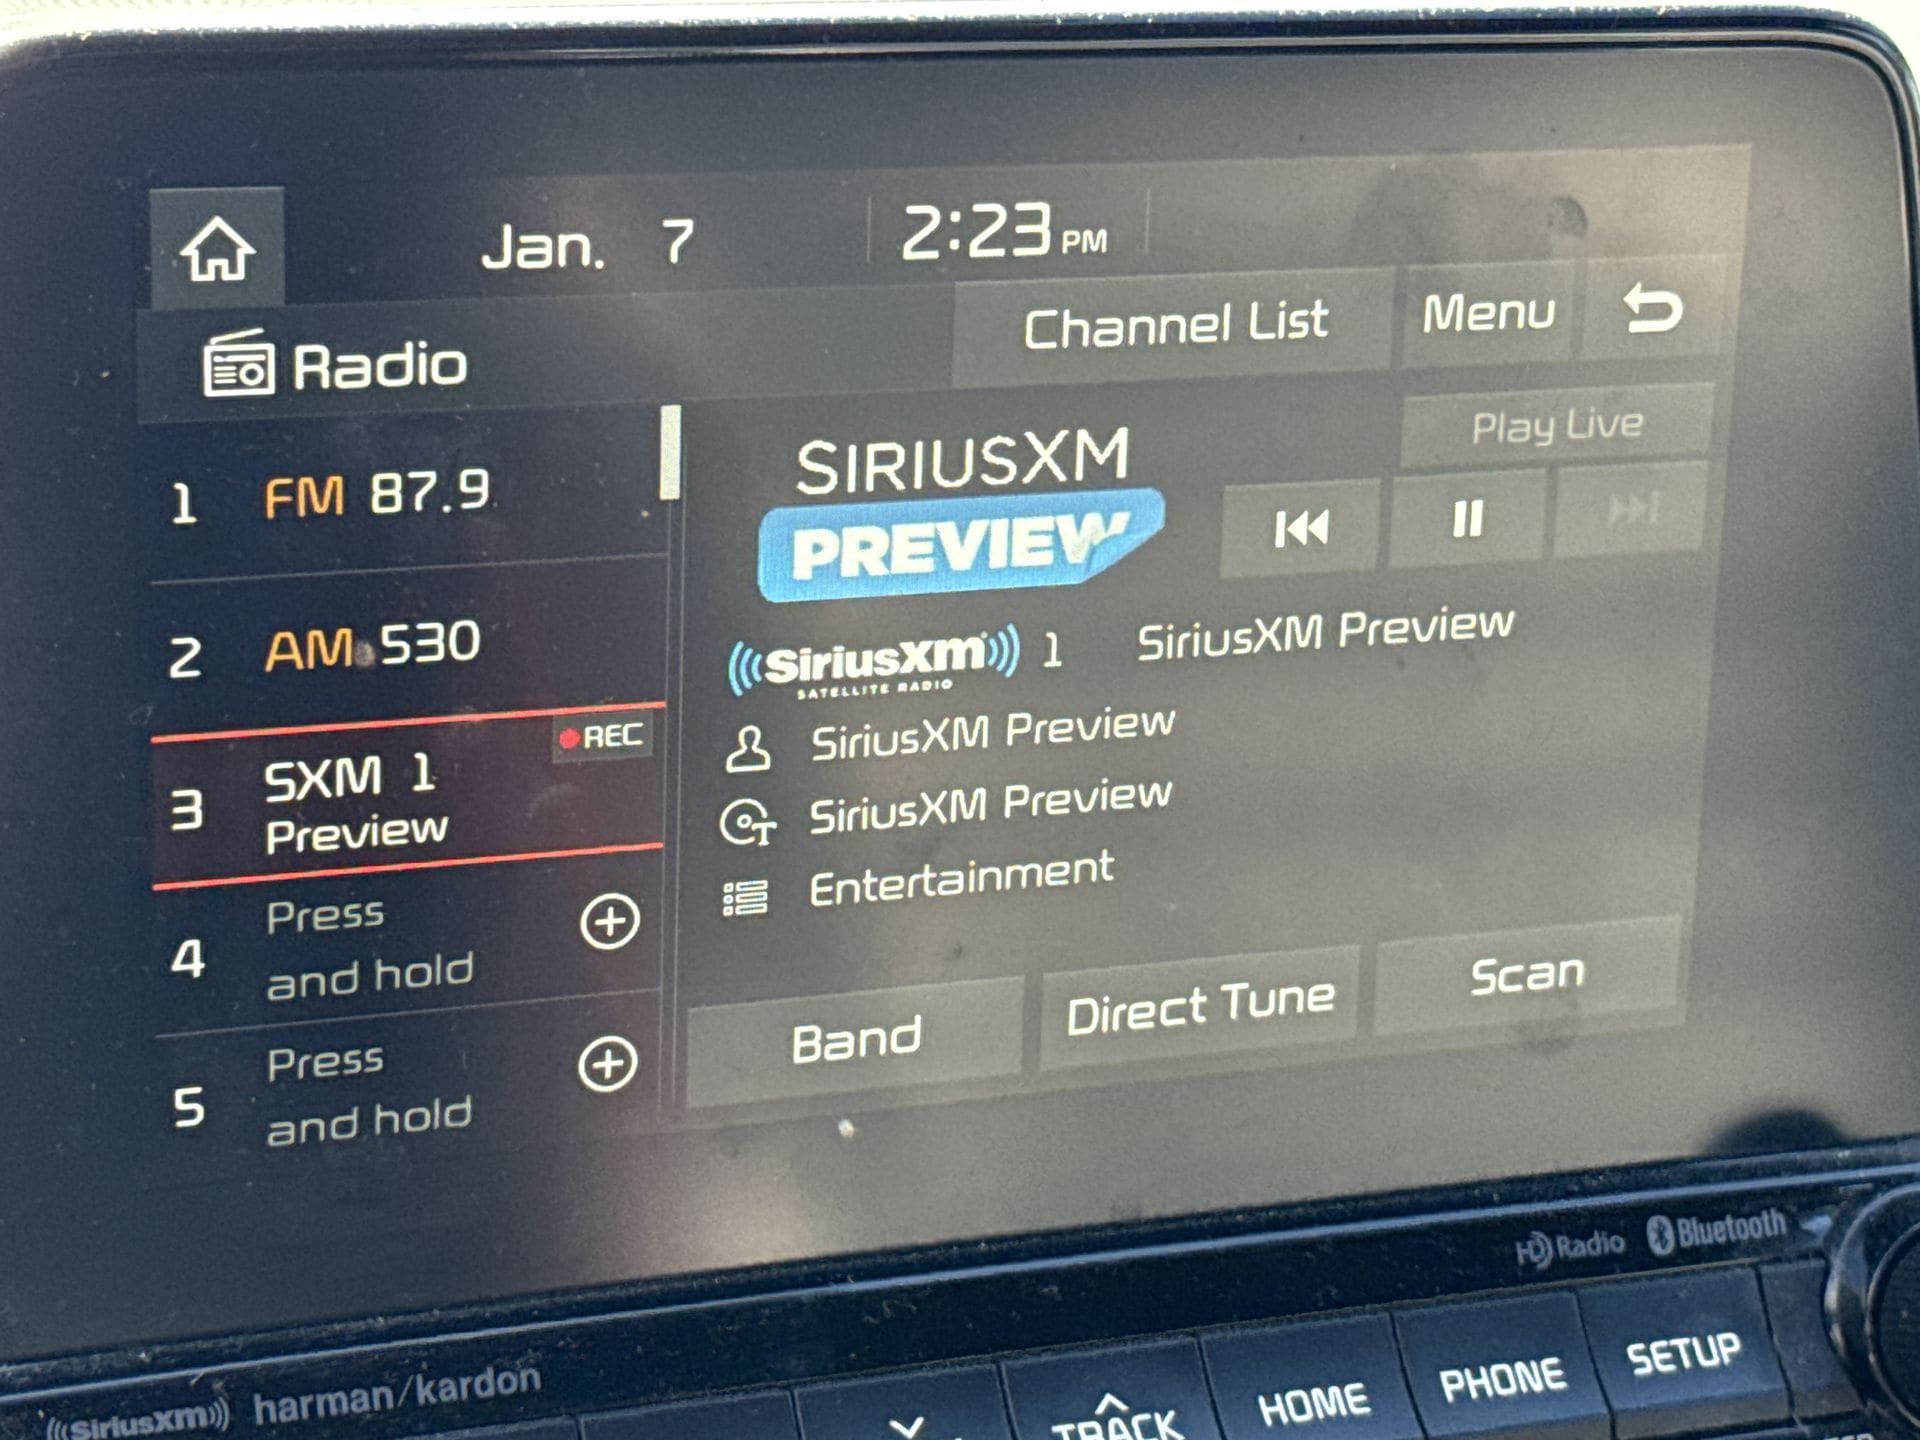 Jan. 7
2:23 PM
Radio
Channel List
Menu
1 FM 87.9
2 AM 530
3 SXM 1
Preview
REC
4 Press
and hold
5 Press
and hold
SIRIUSXM
PREVIEW
Play Live
SiriusXM 1 SiriusXM Preview
SATELLITE RADIO
SiriusXM Preview
SiriusXM Preview
Entertainment
Band
Direct Tune
Scan
HD Radio
Bluetooth
SiriusXM
harman/kardon
TRACK
HOME
PHONE
SETUP